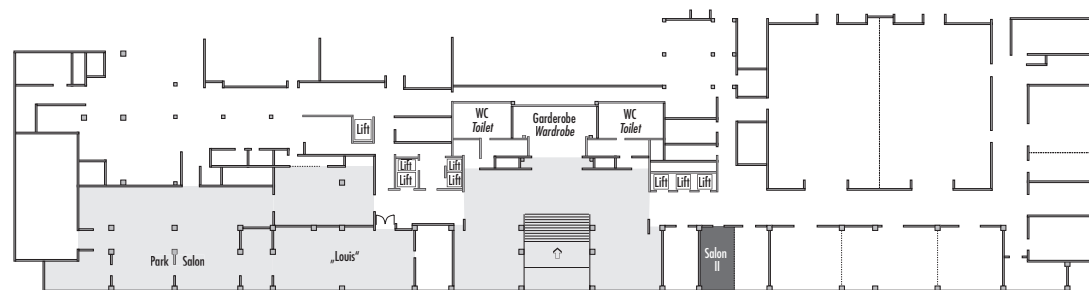 WC
Toilet
Garderobe
Wardrobe
WC
Toilet
Lift
Lift
Lift
Lift
Lift
Lift
Lift
Lift
Park Salon
„Louis“
Salon
II